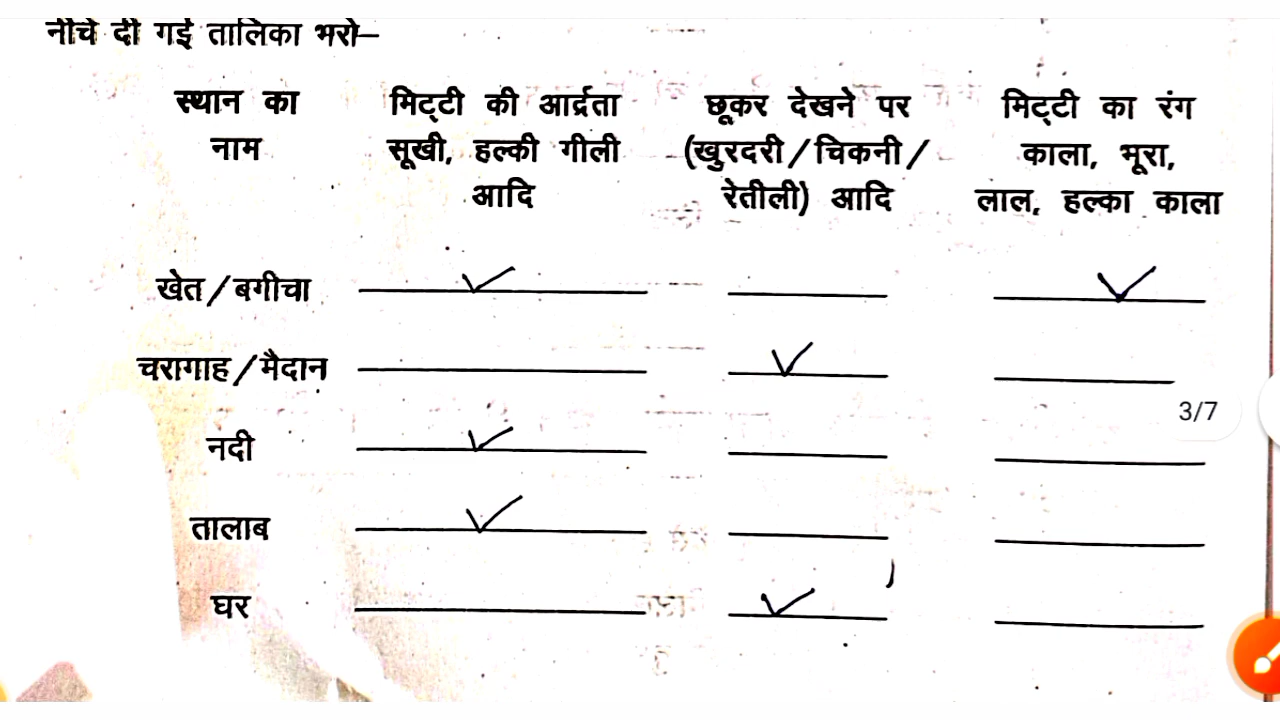 नीचे दी गई तालिका भरो–
स्थान का नाम
मिट्टी की आर्द्रता सूखी, हल्की गीली आदि
छूकर देखने पर (खुरदरी/चिकनी/ रेतीली) आदि
मिट्टी का रंग काला, भूरा, लाल, हल्का काला
खेत/बगीचा ✓ ✓
चरागाह/मैदान ✓
3/7
नदी ✓
तालाब ✓
घर ✓